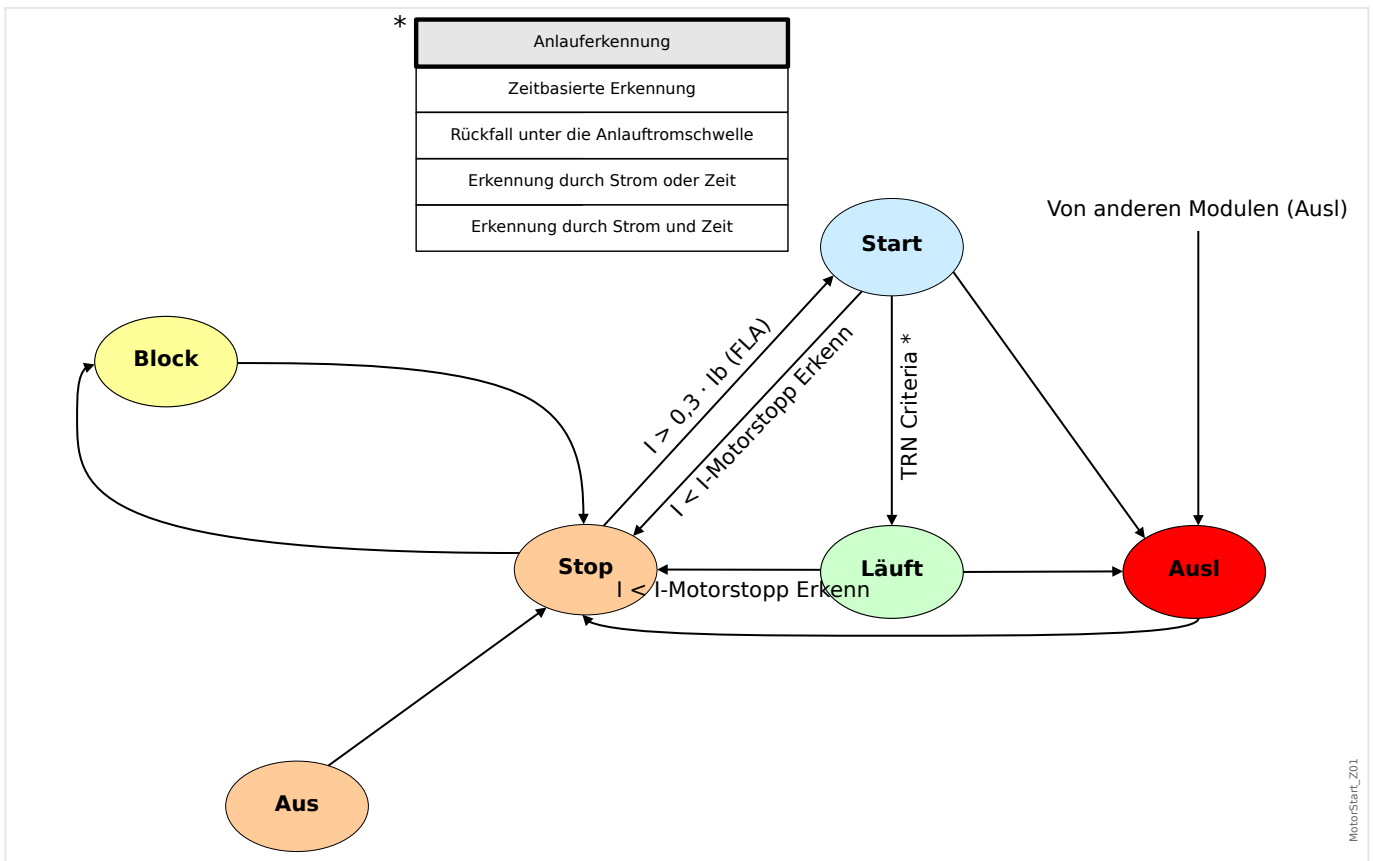 *
Anlauferkennung
Zeitbasierte Erkennung
Rückfall unter die Anlauftromschwelle
Erkennung durch Strom oder Zeit
Erkennung durch Strom und Zeit
Von anderen Modulen (Ausl)
Start
Block
I > 0,3 · Ib (FLA)
I < I-Motorstopp Erkenn
TRN Criteria *
Stop
Läuft
Ausl
I < I-Motorstopp Erkenn
Aus
MotorStart_Z01